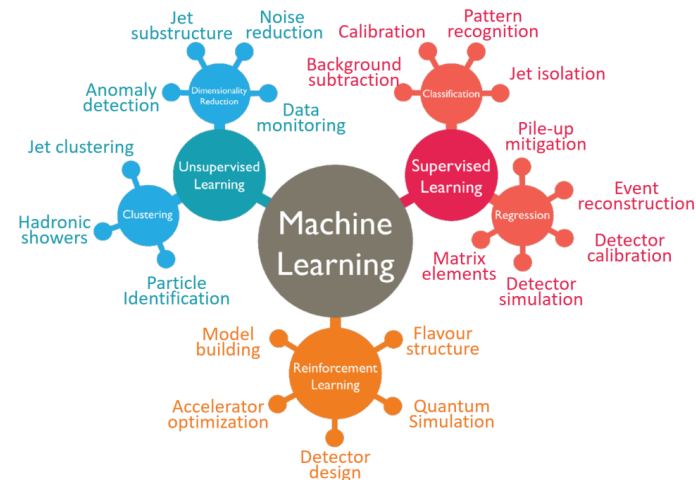 Jet
substructure
Noise
reduction
Anomaly
detection
Dimensionality
Reduction
Data
monitoring
Jet clustering
Unsupervised
Learning
Clustering
Hadronic
showers
Particle
Identification
Calibration
Pattern
recognition
Background
subtraction
Classification
Jet isolation
Supervised
Learning
Pile-up
mitigation
Regression
Event
reconstruction
Detector
calibration
Matrix
elements
Detector
simulation
Machine
Learning
Model
building
Flavour
structure
Reinforcement
Learning
Accelerator
optimization
Quantum
Simulation
Detector
design